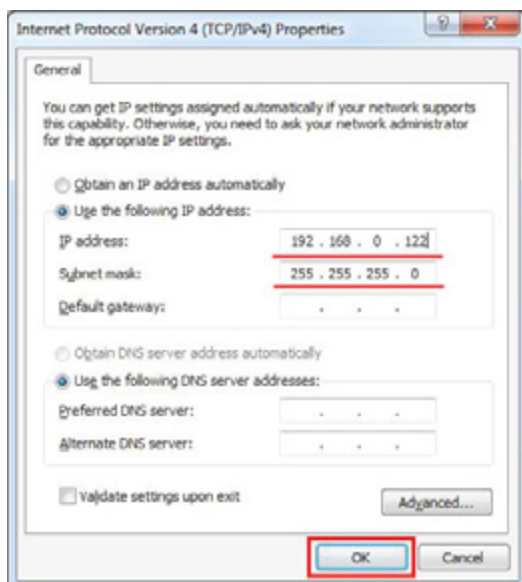 Internet Protocol Version 4 (TCP/IPv4) Properties
General
You can get IP settings assigned automatically if your network supports
this capability. Otherwise, you need to ask your network administrator
for the appropriate IP settings.
Obtain an IP address automatically
Use the following IP address:
IP address: 192 . 168 . 0 . 122
Subnet mask: 255 . 255 . 255 . 0
Default gateway: . . .
Obtain DNS server address automatically
Use the following DNS server addresses:
Preferred DNS server: . . .
Alternate DNS server: . . .
Validate settings upon exit
Advanced...
OK Cancel